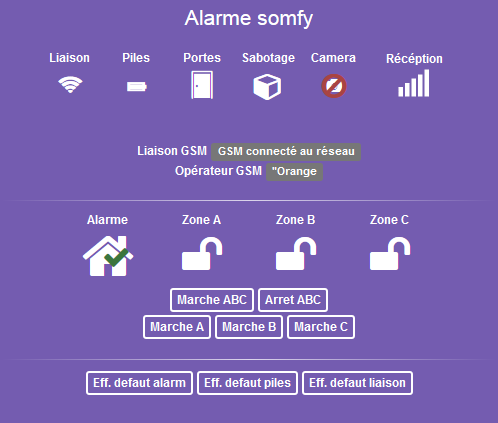 Alarme somfy
Liaison Piles Portes Sabotage Camera Récéption
Liaison GSM GSM connecté au réseau
Opérateur GSM "Orange
Alarme Zone A Zone B Zone C
Marche ABC Arret ABC
Marche A Marche B Marche C
Eff. defaut alarm Eff. defaut piles Eff. defaut liaison